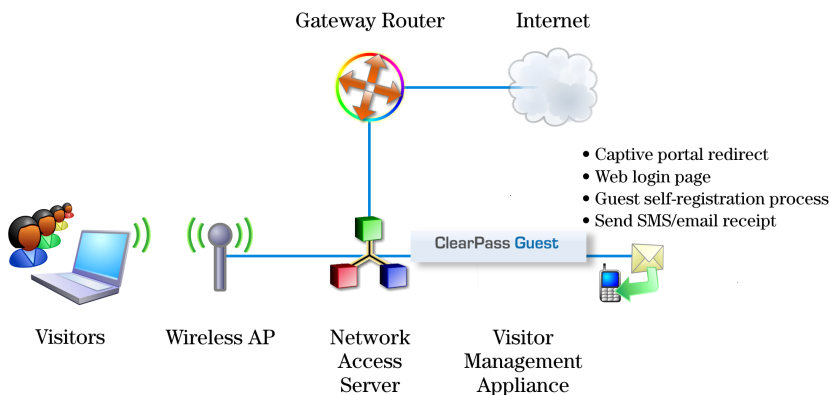 Gateway Router
Internet
• Captive portal redirect
• Web login page
• Guest self-registration process
• Send SMS/email receipt
ClearPass Guest
Visitors
Wireless AP
Network
Access
Server
Visitor
Management
Appliance